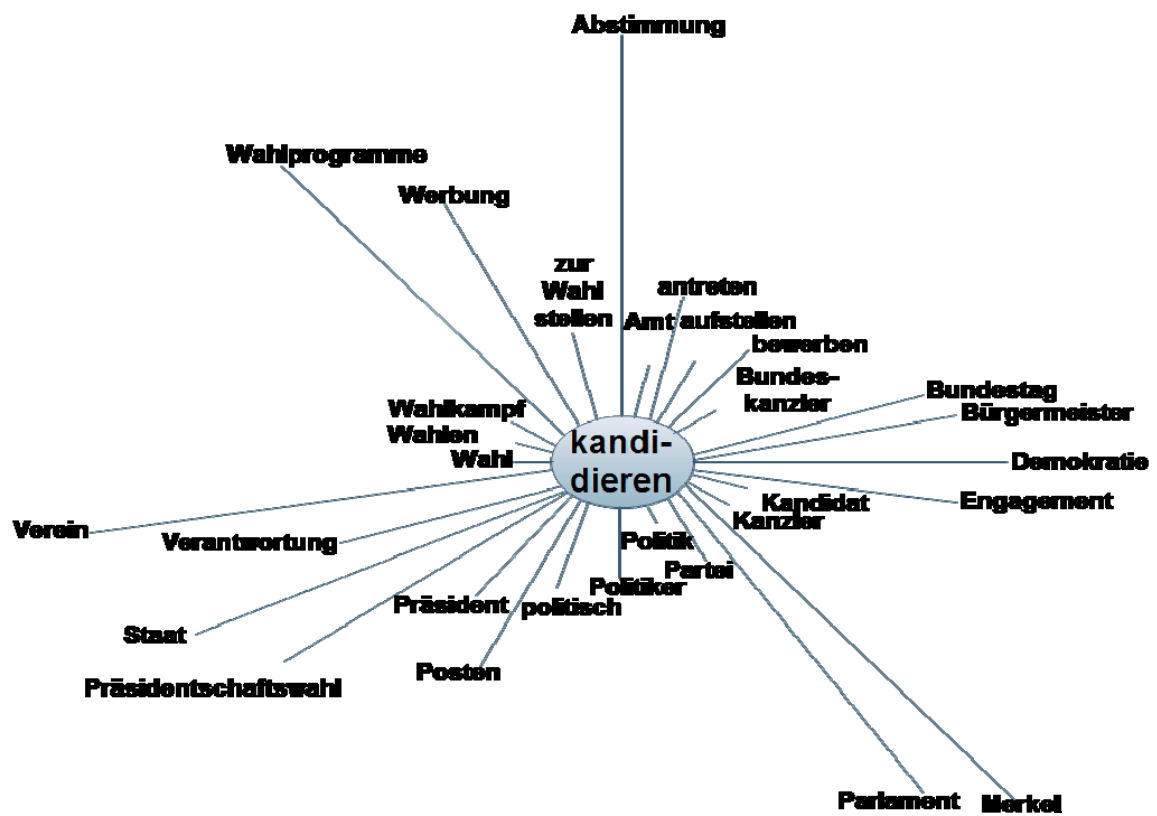 Abstimmung
Wahlprogramme
Werbung
zur
Wahl
stellen
antreten
Amt aufstellen
bewerben
Bundes-
kanzler
Bundestag
Bürgermeister
Wahlkampf
Wahlen
Wahl
kandi-
dieren
Demokratie
Kandidat
Engagement
Kanzler
Verein
Verantwortung
Politik
Partei
Politiker
Präsident
politisch
Staat
Posten
Präsidentschaftswahl
Parlament
Merkel